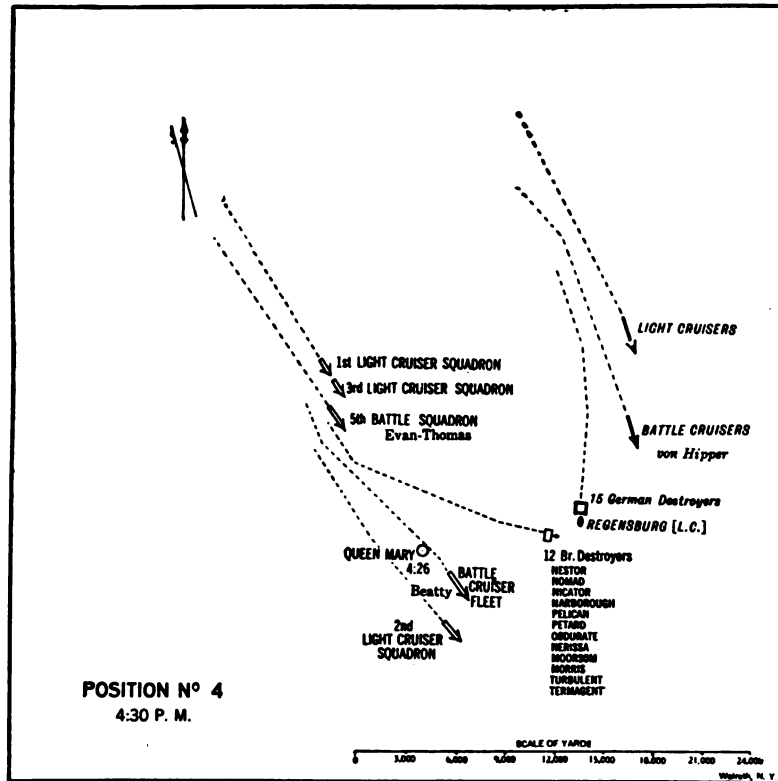 LIGHT CRUISERS
1st LIGHT CRUISER SQUADRON
3rd LIGHT CRUISER SQUADRON
5th BATTLE SQUADRON
Evan-Thomas
BATTLE CRUISERS
von Hipper
15 German Destroyers
REGENSBURG [L.C.]
QUEEN MARY
4:26
12 Br. Destroyers
NESTOR
NOMAD
NICATOR
NARBOROUGH
PELICAN
PETARD
OBDURATE
NERISSA
MOORSOM
MORRIS
TURBULENT
TERMAGENT
Beatty
BATTLE
CRUISER
FLEET
2nd
LIGHT CRUISER
SQUADRON
POSITION Nº 4
4:30 P. M.
SCALE OF YARDS
0 3,000 6,000 9,000 12,000 15,000 18,000 21,000 24,000
N. Y.